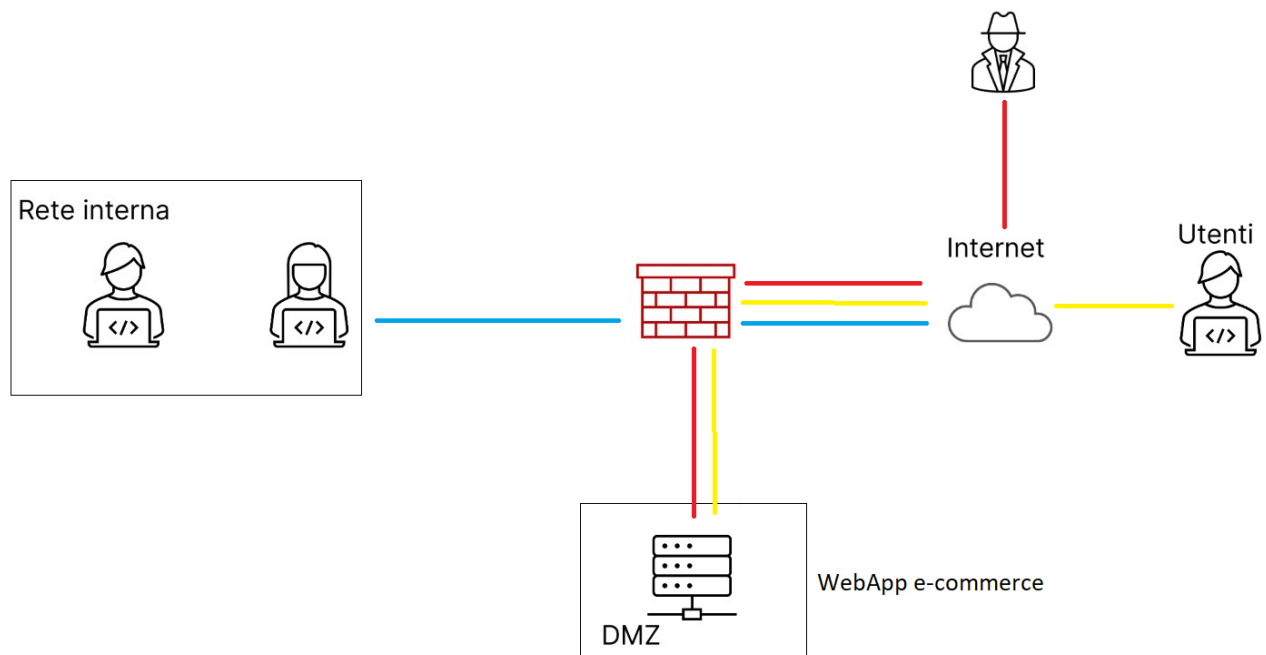 Rete interna
Internet
Utenti
</>
</>
</>
WebApp e-commerce
DMZ